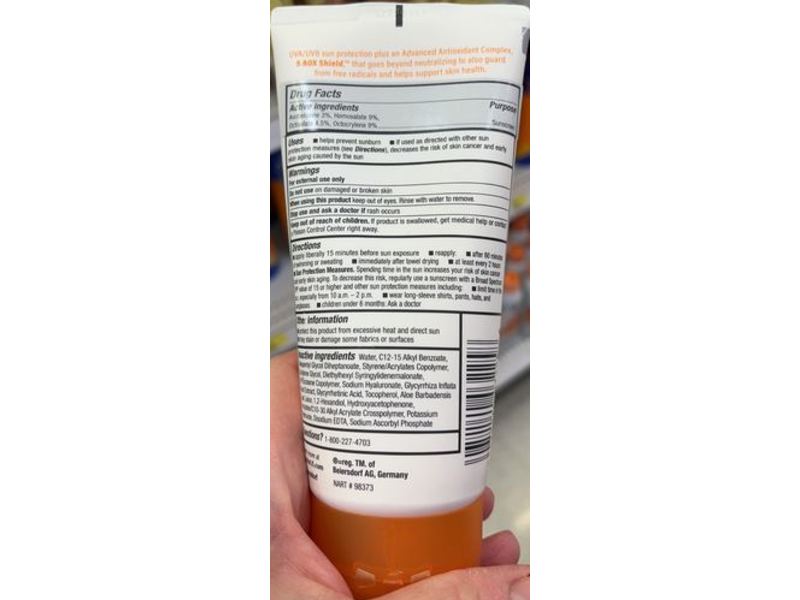 UVA/UVB sun protection plus an Advanced Antioxidant Complex,
5 AOX Shield,™ that goes beyond neutralizing to also guard
from free radicals and helps support skin health.
Drug Facts
Active ingredients Purpose
3%, Homosalate 9%,
4.5%, Octocrylene 9% Sunscreen
Uses ■ helps prevent sunburn ■ if used as directed with other sun
protection measures (see Directions), decreases the risk of skin cancer and early
skin aging caused by the sun
Warnings
For external use only
Do not use on damaged or broken skin
When using this product keep out of eyes. Rinse with water to remove.
Stop use and ask a doctor if rash occurs
Keep out of reach of children. If product is swallowed, get medical help or contact
a Poison Control Center right away.
Directions
■ apply liberally 15 minutes before sun exposure ■ reapply: ■ after 80 minutes
of swimming or sweating ■ immediately after towel drying ■ at least every 2 hours
■ Sun Protection Measures. Spending time in the sun increases your risk of skin cancer
and early skin aging. To decrease this risk, regularly use a sunscreen with a Broad Spectrum
SPF value of 15 or higher and other sun protection measures including: ■ limit time in the
sun, especially from 10 a.m. – 2 p.m. ■ wear long-sleeve shirts, pants, hats, and
sunglasses ■ children under 6 months: Ask a doctor
Other information
protect this product from excessive heat and direct sun
may stain or damage some fabrics or surfaces
Inactive ingredients Water, C12-15 Alkyl Benzoate,
Glycol Diheptanoate, Styrene/Acrylates Copolymer,
Glycol, Diethylhexyl Syringylidenemalonate,
Copolymer, Sodium Hyaluronate, Glycyrrhiza Inflata
Extract, Glycyrrhetinic Acid, Tocopherol, Aloe Barbadensis
Juice, 1,2-Hexandiol, Hydroxyacetophenone,
C10-30 Alkyl Acrylate Crosspolymer, Potassium
Disodium EDTA, Sodium Ascorbyl Phosphate
Questions? 1-800-227-4703
®=reg. TM. of
Beiersdorf AG, Germany
NART # 98373